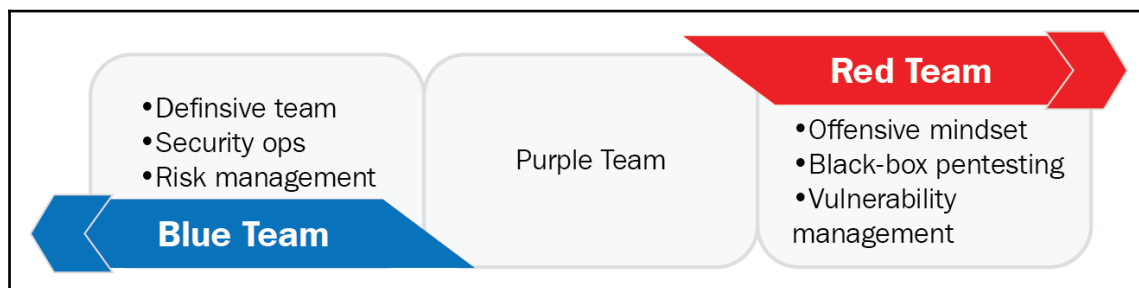 •Definsive team
•Security ops
•Risk management
Blue Team
Purple Team
Red Team
•Offensive mindset
•Black-box pentesting
•Vulnerability
management